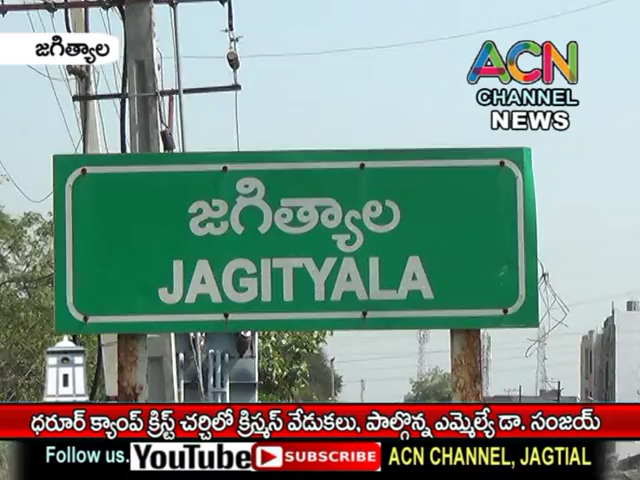 జగిత్యాల
ACN
CHANNEL
NEWS
జగిత్యాల
JAGITYALA
ధరూర్ క్యాంప్ క్రిస్ట్ చర్చిలో క్రిస్మస్ వేడుకలు, పాల్గొన్న ఎమ్మెల్యే డా. సంజయ్
Follow us. YouTube SUBSCRIBE ACN CHANNEL, JAGTIAL